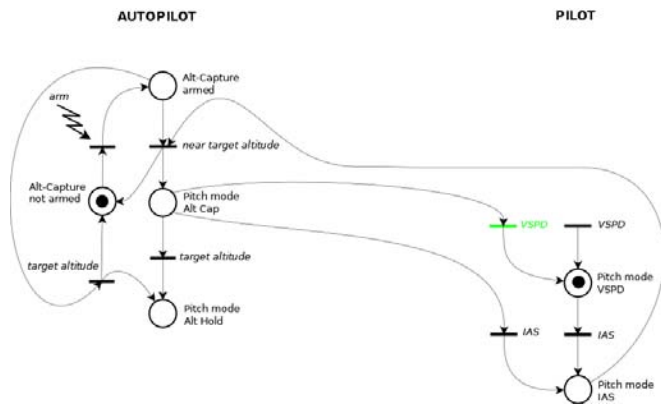 AUTOPILOT
PILOT
Alt-Capture
armed
arm
near target altitude
Alt-Capture
not armed
Pitch mode
Alt Cap
VSPD
VSPD
target altitude
target altitude
Pitch mode
VSPD
Pitch mode
Alt Hold
IAS
IAS
Pitch mode
IAS